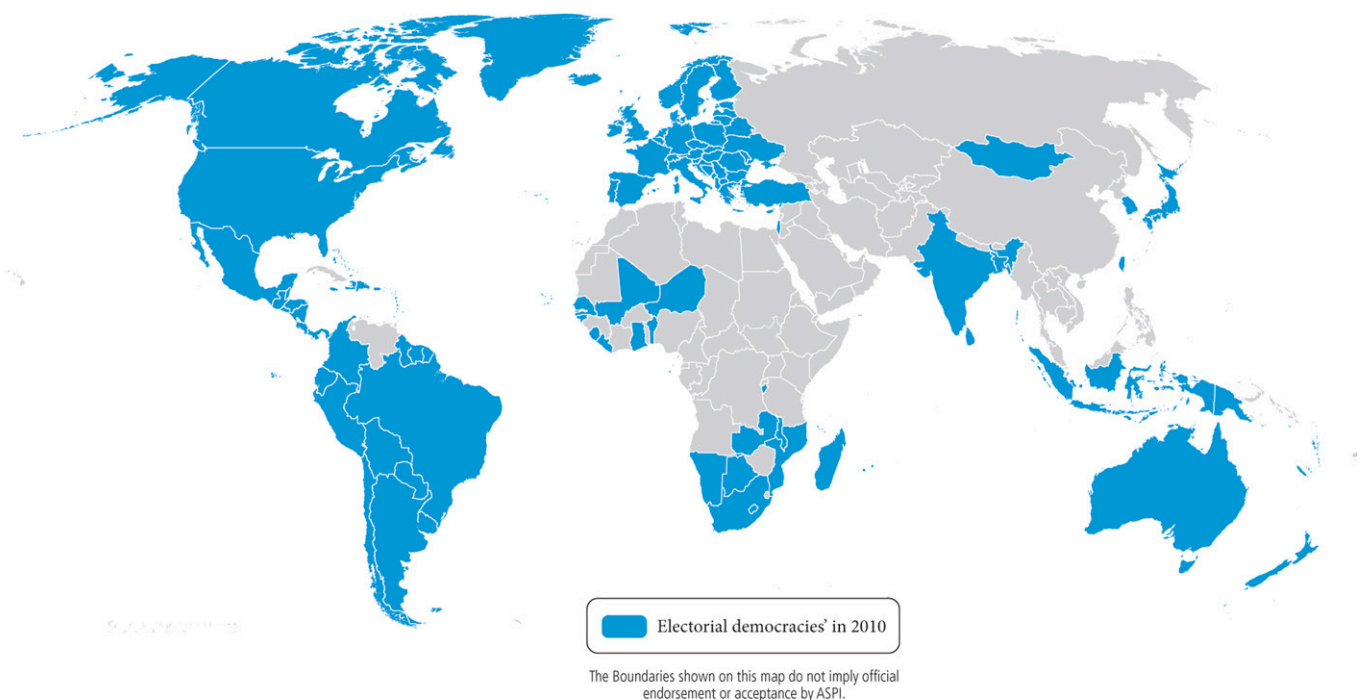 Electorial democracies’ in 2010
The Boundaries shown on this map do not imply official
endorsement or acceptance by ASPI.